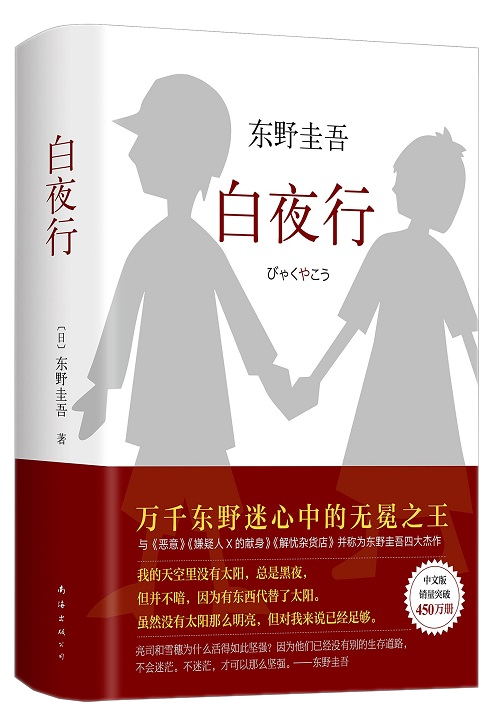 白夜行
〔日〕
东野圭吾
著
南海出版公司
东野圭吾
白夜行
びゃくやこう
万千东野迷心中的无冕之王
与《恶意》《嫌疑人X的献身》《解忧杂货店》并称为东野圭吾四大杰作
我的天空里没有太阳，总是黑夜，
但并不暗，因为有东西代替了太阳。
虽然没有太阳那么明亮，但对我来说已经足够。
亮司和雪穗为什么活得如此坚强？因为他们已经没有别的生存道路，
不会迷茫。不迷茫，才可以那么坚强。——东野圭吾
中文版
销量突破
450万册